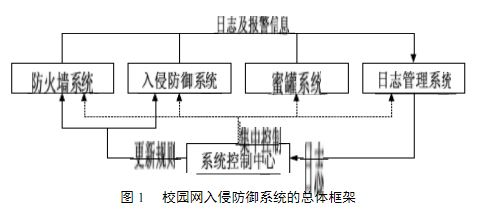 日志及报警信息
防火墙系统
入侵防御系统
蜜罐系统
日志管理系统
集中控制
更新规则
系统控制中心
图 1 校园网入侵防御系统的总体框架